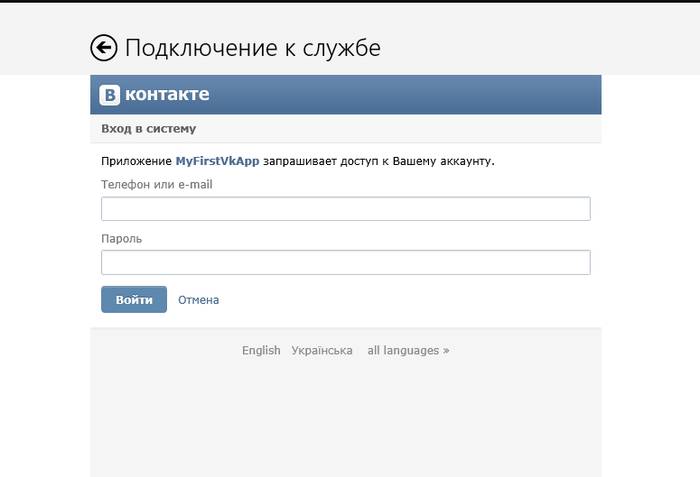 Подключение к службе
В контакте
Вход в систему
Приложение MyFirstVkApp запрашивает доступ к Вашему аккаунту.
Телефон или e-mail
Пароль
Войти Отмена
English Українська all languages »